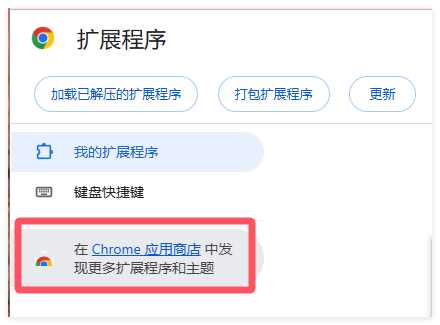 扩展程序
加载已解压的扩展程序 打包扩展程序 更新
我的扩展程序
键盘快捷键
在 Chrome 应用商店 中发
现更多扩展程序和主题